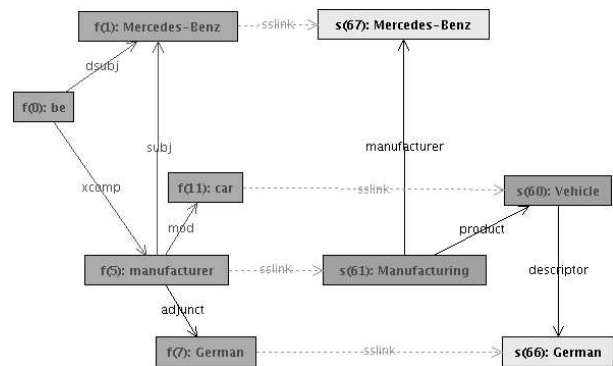 f(1): Mercedes-Benz
sslink
s(67): Mercedes-Benz
dsubj
f(0): be
subj
manufacturer
xcomp
f(11): car
sslink
s(60): Vehicle
mod
product
f(5): manufacturer
sslink
s(61): Manufacturing
descriptor
adjunct
f(7): German
sslink
s(66): German